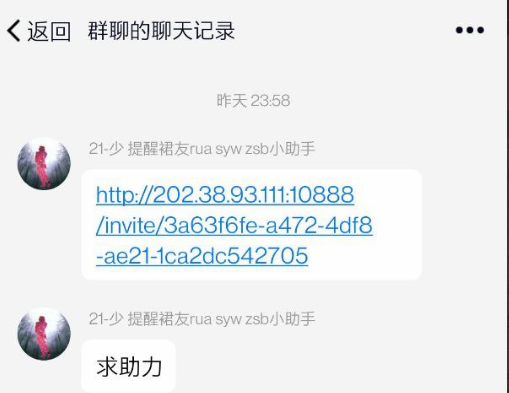 返回 群聊的聊天记录
昨天 23:58
21-少 提醒裙友rua syw zsb小助手
http://202.38.93.111:10888
/invite/3a63f6fe-a472-4df8
-ae21-1ca2dc542705
21-少 提醒裙友rua syw zsb小助手
求助力